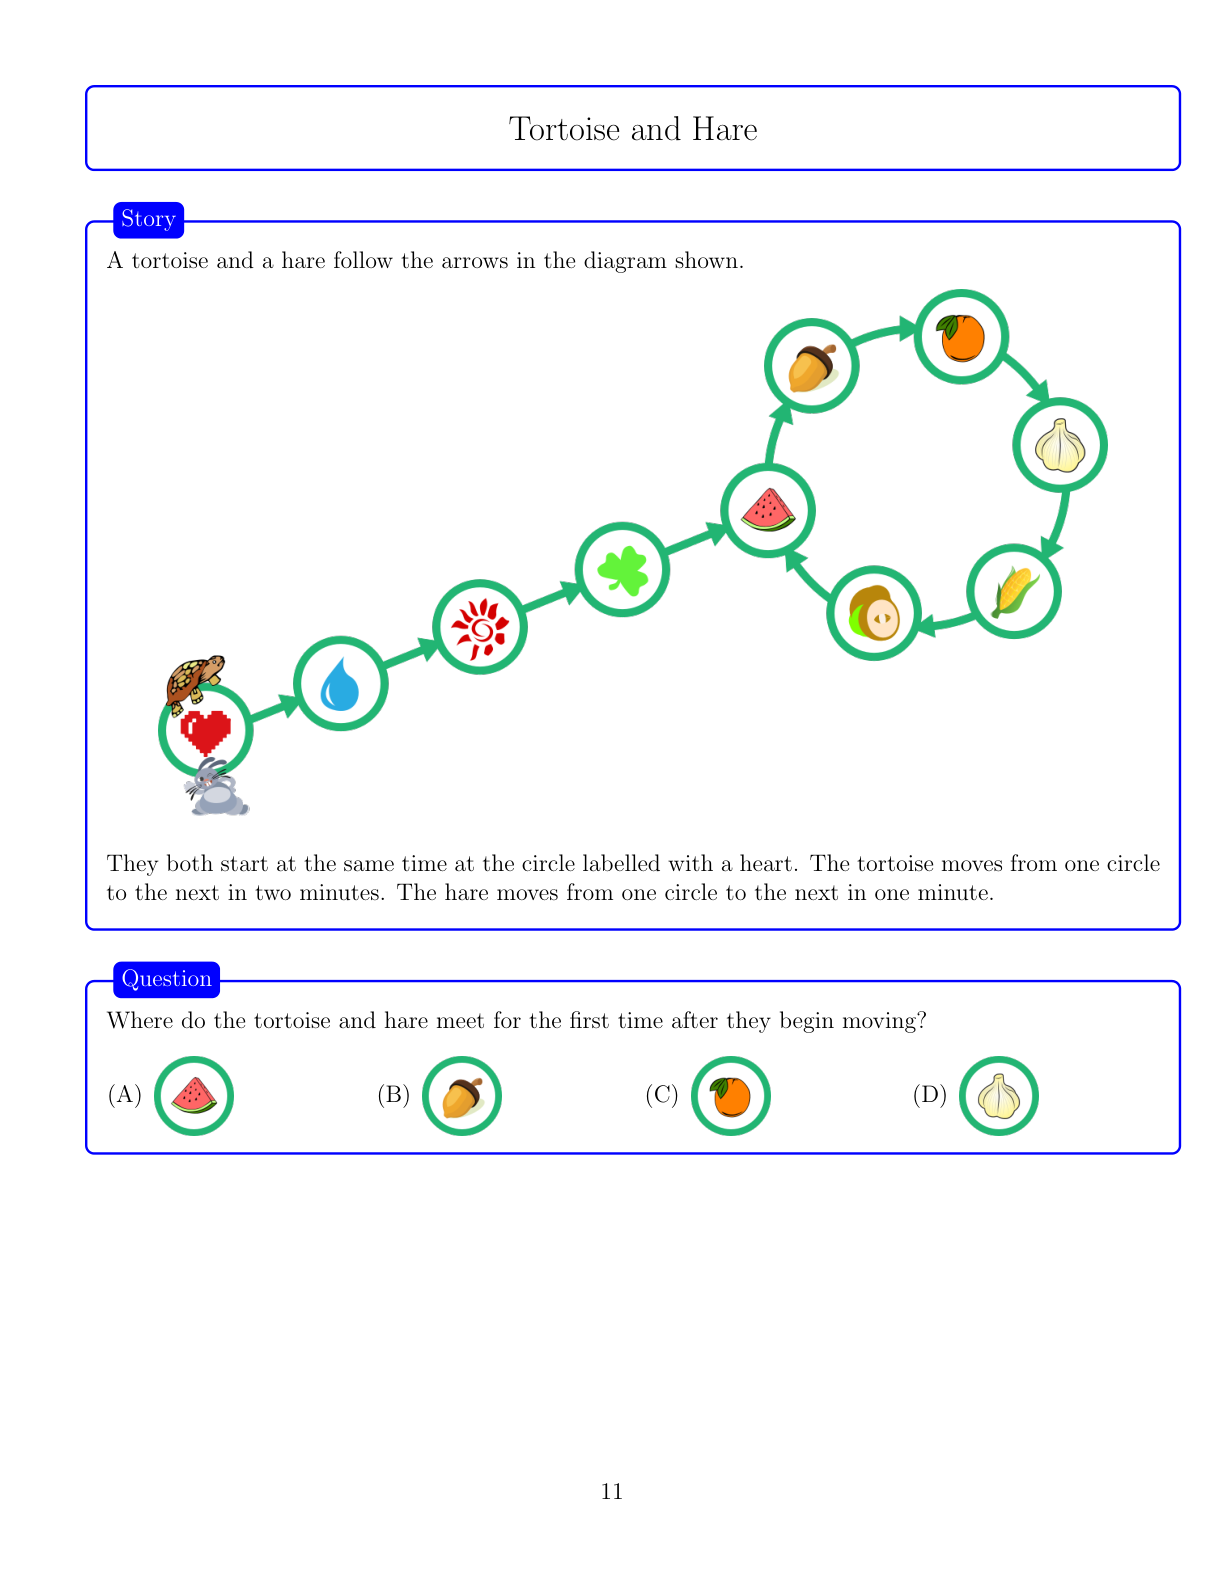 Tortoise and Hare
Story
A tortoise and a hare follow the arrows in the diagram shown.
They both start at the same time at the circle labelled with a heart. The tortoise moves from one circle
to the next in two minutes. The hare moves from one circle to the next in one minute.
Question
Where do the tortoise and hare meet for the first time after they begin moving?
(A) (B) (C) (D)
11